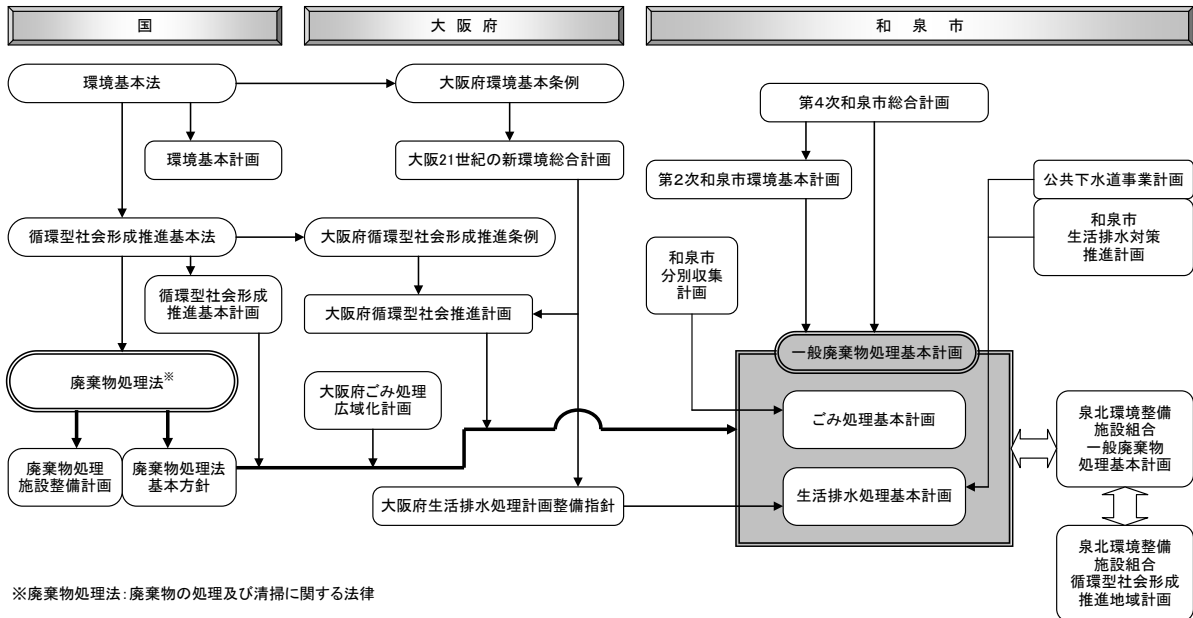 国
大阪府
和泉市
環境基本法
大阪府環境基本条例
第4次和泉市総合計画
環境基本計画
大阪21世紀の新環境総合計画
第2次和泉市環境基本計画
公共下水道事業計画
循環型社会形成推進基本法
大阪府循環型社会形成推進条例
和泉市
生活排水対策
推進計画
和泉市
分別収集
計画
循環型社会形成
推進基本計画
大阪府循環型社会推進計画
一般廃棄物処理基本計画
廃棄物処理法※
大阪府ごみ処理
広域化計画
ごみ処理基本計画
泉北環境整備
施設組合
一般廃棄物
処理基本計画
廃棄物処理
施設整備計画
廃棄物処理法
基本方針
生活排水処理基本計画
大阪府生活排水処理計画整備指針
泉北環境整備
施設組合
循環型社会形成
推進地域計画
※廃棄物処理法:廃棄物の処理及び清掃に関する法律